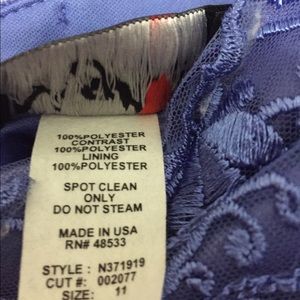 100%POLYESTER
CONTRAST
100%POLYESTER
LINING
100%POLYESTER
SPOT CLEAN
ONLY
DO NOT STEAM
MADE IN USA
RN# 48533
STYLE : N371919
CUT #: 002077
SIZE: 11